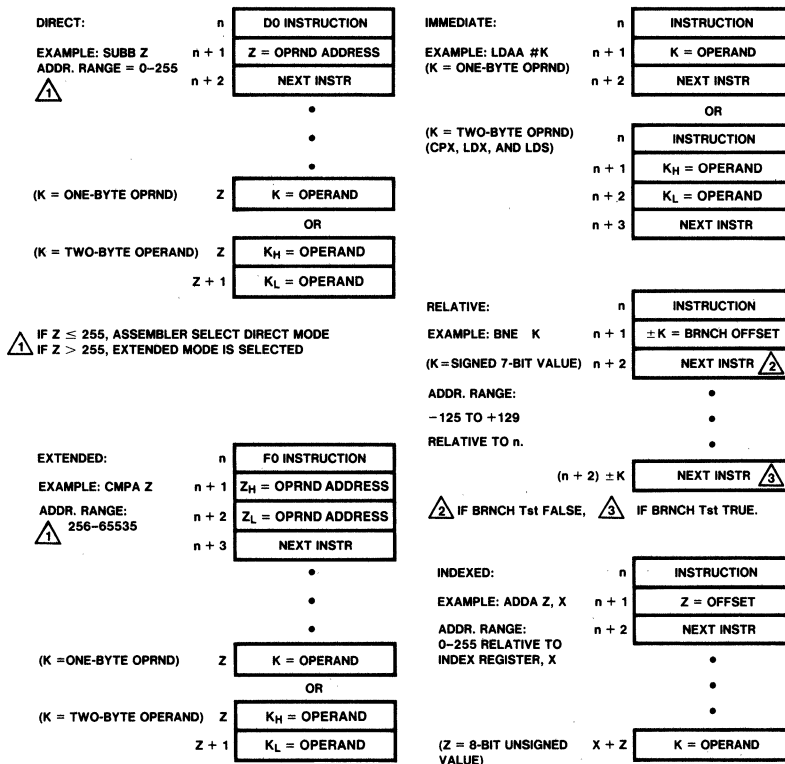 DIRECT: n D0 INSTRUCTION
EXAMPLE: SUBB Z n + 1 Z = OPRND ADDRESS
ADDR. RANGE = 0–255
1 n + 2 NEXT INSTR
(K = ONE-BYTE OPRND) Z K = OPERAND
OR
(K = TWO-BYTE OPERAND) Z KH = OPERAND
Z + 1 KL = OPERAND
1 IF Z ≤ 255, ASSEMBLER SELECT DIRECT MODE
IF Z > 255, EXTENDED MODE IS SELECTED
EXTENDED: n F0 INSTRUCTION
EXAMPLE: CMPA Z n + 1 ZH = OPRND ADDRESS
ADDR. RANGE: n + 2 ZL = OPRND ADDRESS
1 256–65535
n + 3 NEXT INSTR
(K =ONE-BYTE OPRND) Z K = OPERAND
OR
(K = TWO-BYTE OPERAND) Z KH = OPERAND
Z + 1 KL = OPERAND
IMMEDIATE: n INSTRUCTION
EXAMPLE: LDAA #K n + 1 K = OPERAND
(K = ONE-BYTE OPRND)
n + 2 NEXT INSTR
OR
(K = TWO-BYTE OPRND) n INSTRUCTION
(CPX, LDX, AND LDS)
n + 1 KH = OPERAND
n + 2 KL = OPERAND
n + 3 NEXT INSTR
RELATIVE: n INSTRUCTION
EXAMPLE: BNE K n + 1 ±K = BRNCH OFFSET
(K=SIGNED 7-BIT VALUE) n + 2 NEXT INSTR 2
ADDR. RANGE:
−125 TO +129
RELATIVE TO n.
(n + 2) ±K NEXT INSTR 3
2 IF BRNCH Tst FALSE, 3 IF BRNCH Tst TRUE.
INDEXED: n INSTRUCTION
EXAMPLE: ADDA Z, X n + 1 Z = OFFSET
ADDR. RANGE: n + 2 NEXT INSTR
0–255 RELATIVE TO
INDEX REGISTER, X
(Z = 8-BIT UNSIGNED X + Z K = OPERAND
VALUE)